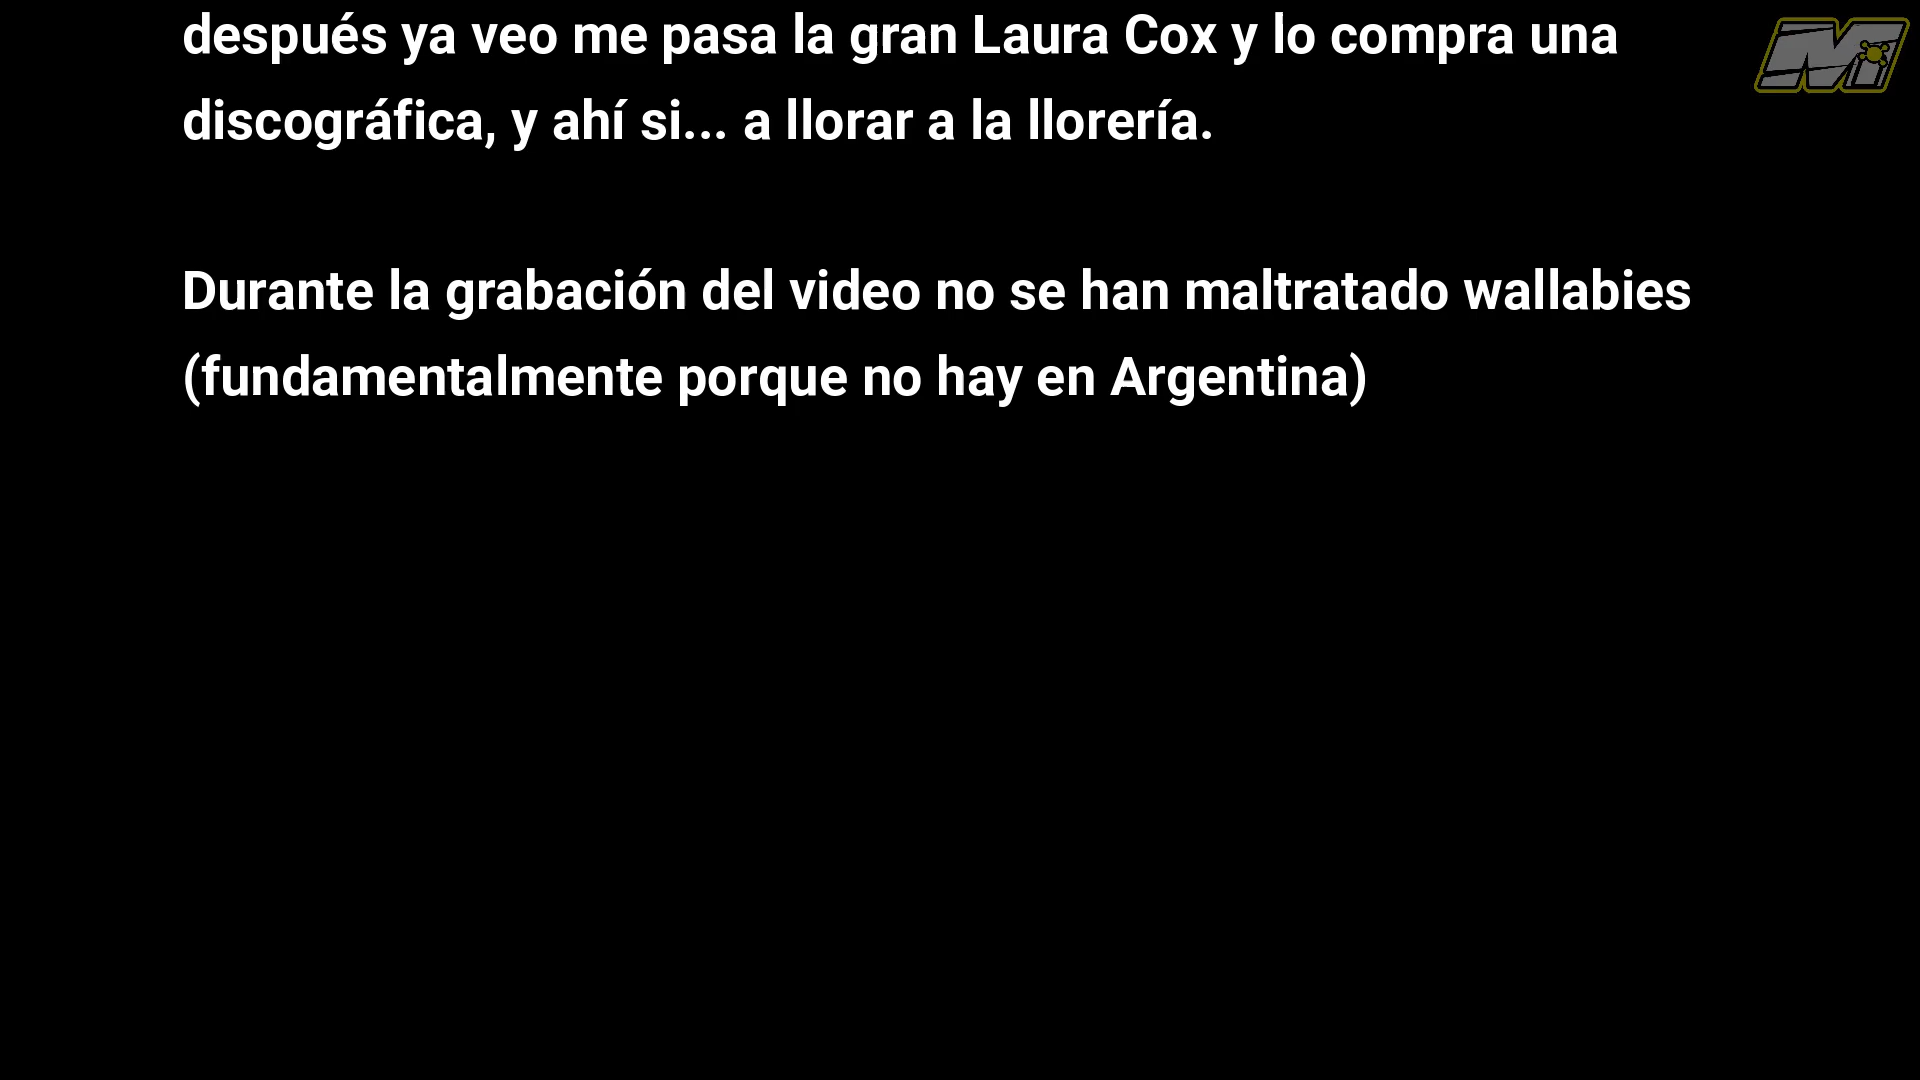 después ya veo me pasa la gran Laura Cox y lo compra una
discográfica, y ahí si... a llorar a la llorería.
Durante la grabación del video no se han maltratado wallabies
(fundamentalmente porque no hay en Argentina)